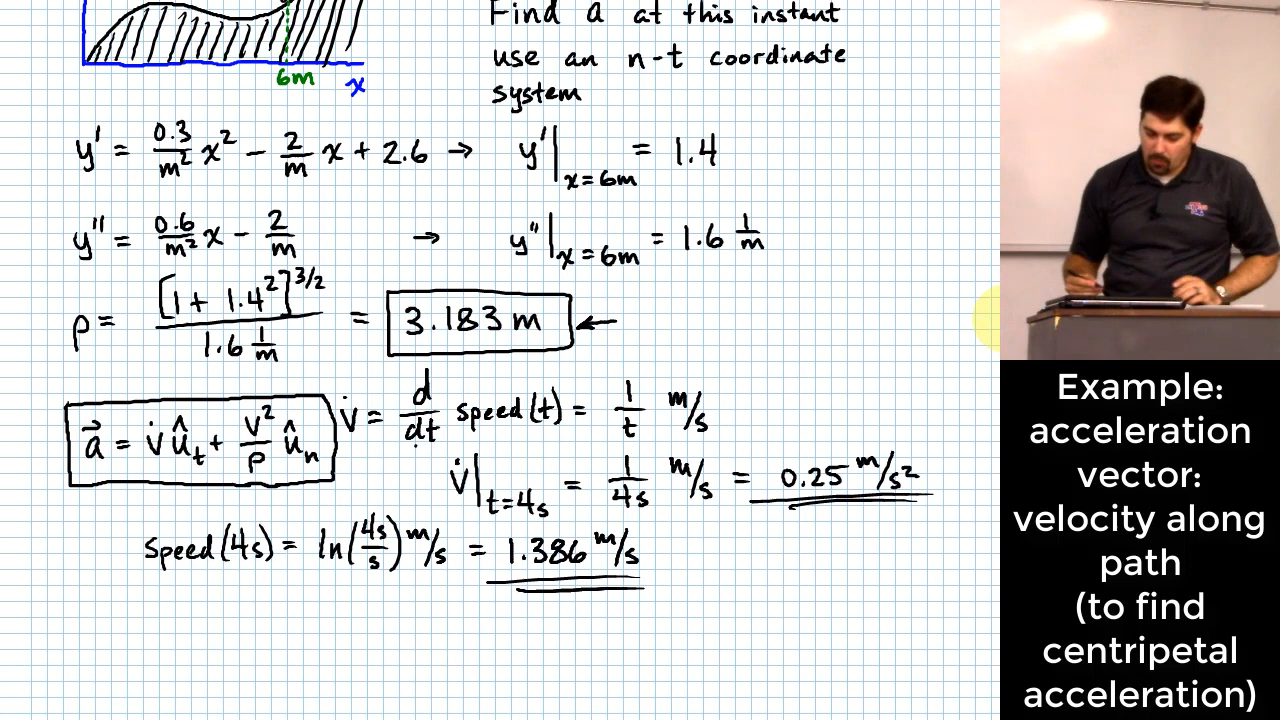 Find a at this instant
use an n-t coordinate
system
6m
x
y' = 0.3/m² x² - 2/m x + 2.6 → y'|x=6m = 1.4
y'' = 0.6/m² x - 2/m → y''|x=6m = 1.6 1/m
ρ = [1 + 1.4²]^3/2 / 1.6 1/m = 3.183 m ←
a⃗ = v̇ û_t + v²/ρ û_n
v̇ = d/dt speed(t) = 1/t m/s
v̇|t=4s = 1/4s m/s = 0.25 m/s²
speed(4s) = ln(4s/s) m/s = 1.386 m/s
Example:
acceleration
vector:
velocity along
path
(to find
centripetal
acceleration)